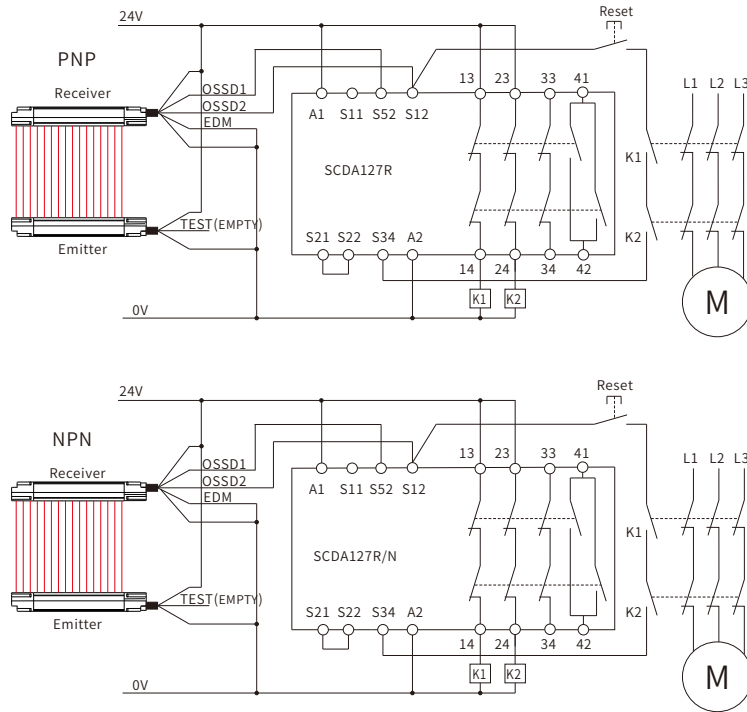 Reset
24V
PNP
13 23 33 41
L1 L2 L3
Receiver
OSSD1
OSSD2
EDM
A1 S11 S52 S12
SCDA127R
K1
TEST(EMPTY)
S21 S22 S34 A2
K2
Emitter
14 24 34 42
K1 K2
M
0V
Reset
24V
NPN
13 23 33 41
L1 L2 L3
Receiver
OSSD1
OSSD2
EDM
A1 S11 S52 S12
K1
SCDA127R/N
TEST(EMPTY)
S21 S22 S34 A2
K2
Emitter
14 24 34 42
K1 K2
M
0V